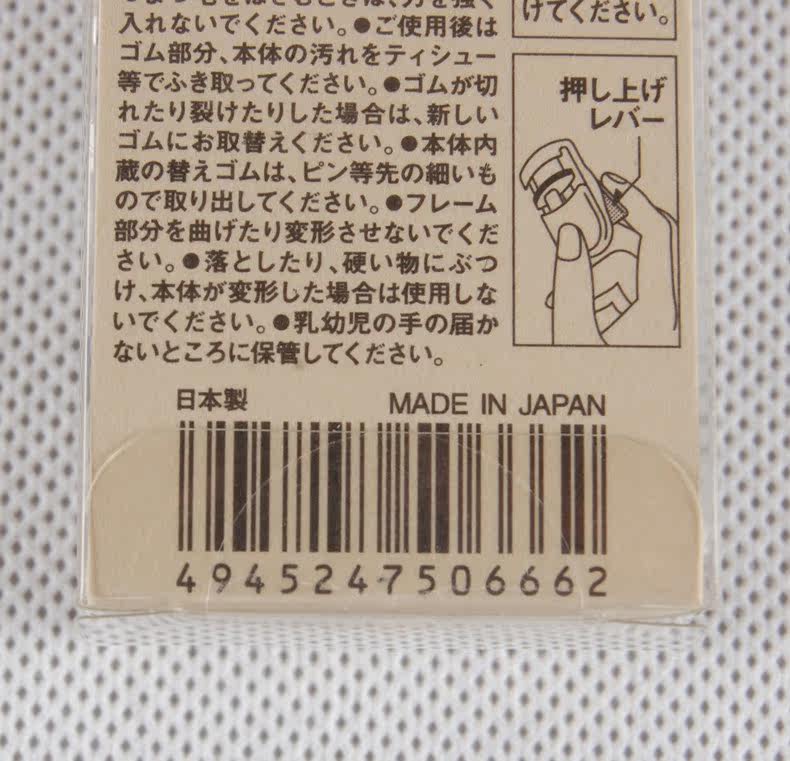 入れないでください。●ご使用後は
ゴム部分、本体の汚れをティシュー
等でふき取ってください。●ゴムが切
れたり裂けたりした場合は、新しい
ゴムにお取替えください。●本体内
蔵の替えゴムは、ピン等先の細いも
ので取り出してください。●フレーム
部分を曲げたり変形させないでくだ
さい。●落としたり、硬い物にぶつ
け、本体が変形した場合は使用しな
いでください。●乳幼児の手の届か
ないところに保管してください。
けてください。
押し上げ
レバー
日本製 MADE IN JAPAN
4945247506662